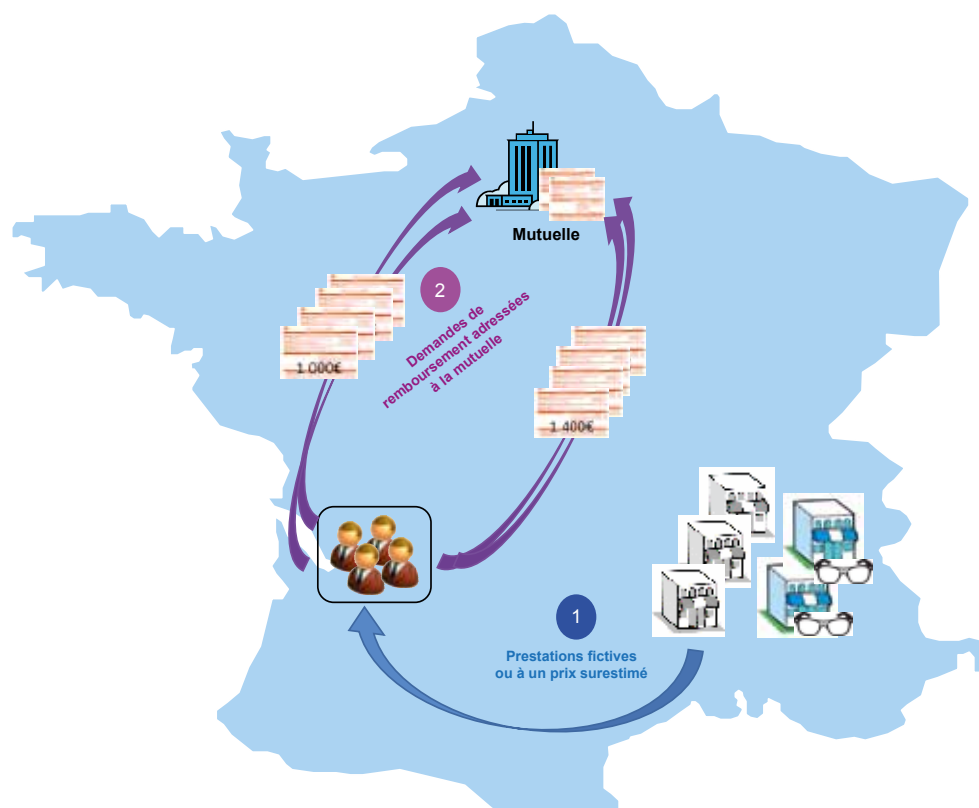 Mutuelle
2
Demandes de
remboursement adressées
à la mutuelle
1.000€
1.400€
1
Prestations fictives
ou à un prix surestimé